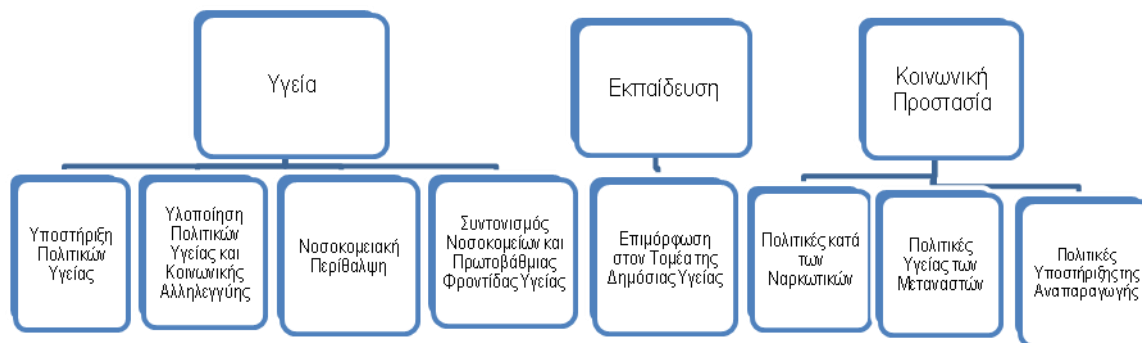 Υγεία
Εκπαίδευση
Κοινωνική
Προστασία
Υποστήριξη
Πολιτικών
Υγείας
Υλοποίηση
Πολιτικών
Υγείας και
Κοινωνικής
Αλληλεγγύης
Νοσοκομειακή
Περίθαλψη
Συντονισμός
Νοσοκομείων και
Πρωτοβάθμιας
Φροντίδας Υγείας
Επιμόρφωση
στον Τομέα της
Δημόσιας Υγείας
Πολιτικές κατά
των
Ναρκωτικών
Πολιτικές
Υγείας των
Μεταναστών
Πολιτικές
Υποστήριξης της
Αναπαραγωγής